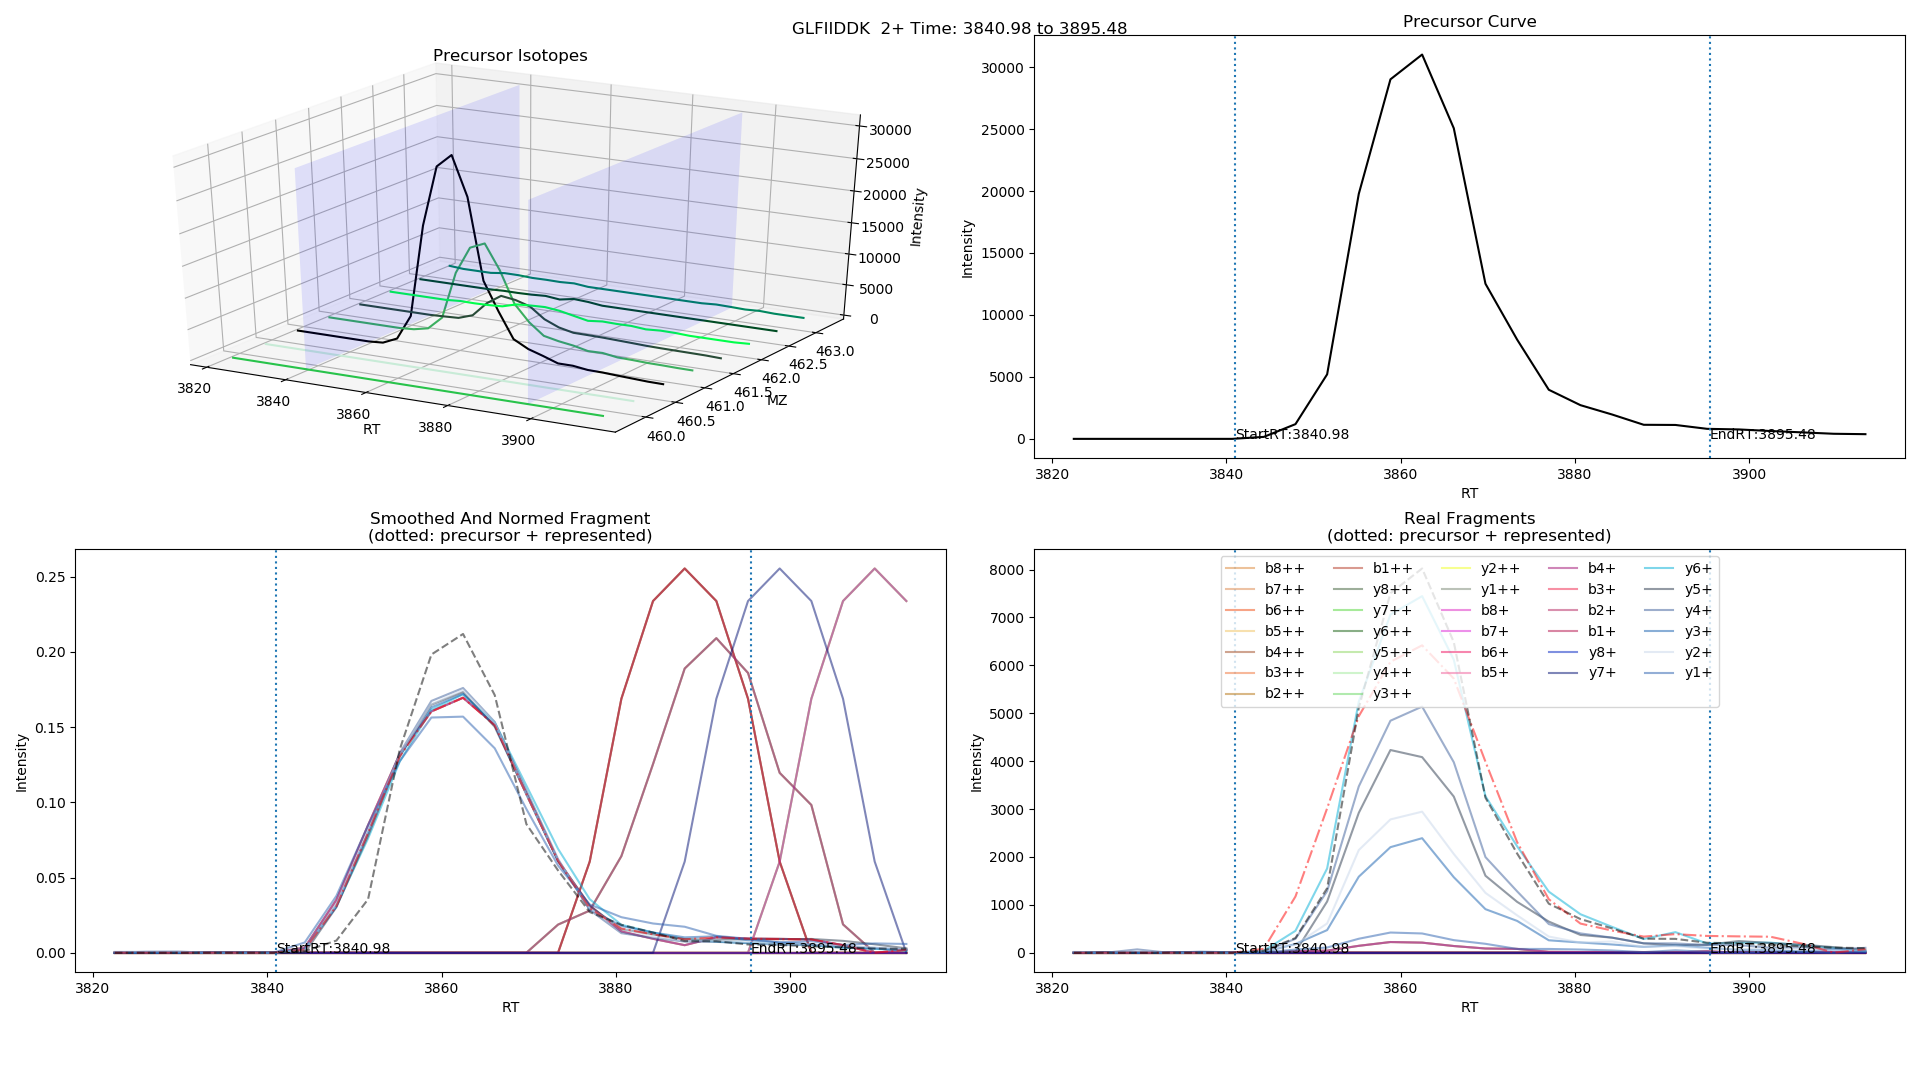 GLFIIDDK  2+ Time: 3840.98 to 3895.48
Precursor Isotopes
30000
25000
20000
15000
10000
5000
0
Intensity
3820
3840
3860
3880
3900
RT
460.0
460.5
461.0
461.5
462.0
462.5
463.0
MZ
Precursor Curve
30000
25000
20000
15000
10000
5000
0
Intensity
StartRT:3840.98
EndRT:3895.48
3820
3840
3860
3880
3900
RT
Smoothed And Normed Fragment
(dotted: precursor + represented)
0.25
0.20
0.15
0.10
0.05
0.00
Intensity
StartRT:3840.98
EndRT:3895.48
3820
3840
3860
3880
3900
RT
Real Fragments
(dotted: precursor + represented)
8000
7000
6000
5000
4000
3000
2000
1000
0
Intensity
b8++
b7++
b6++
b5++
b4++
b3++
b2++
b1++
y8++
y7++
y6++
y5++
y4++
y3++
y2++
y1++
b8+
b7+
b6+
b5+
b4+
b3+
b2+
b1+
y8+
y7+
y6+
y5+
y4+
y3+
y2+
y1+
StartRT:3840.98
EndRT:3895.48
3820
3840
3860
3880
3900
RT